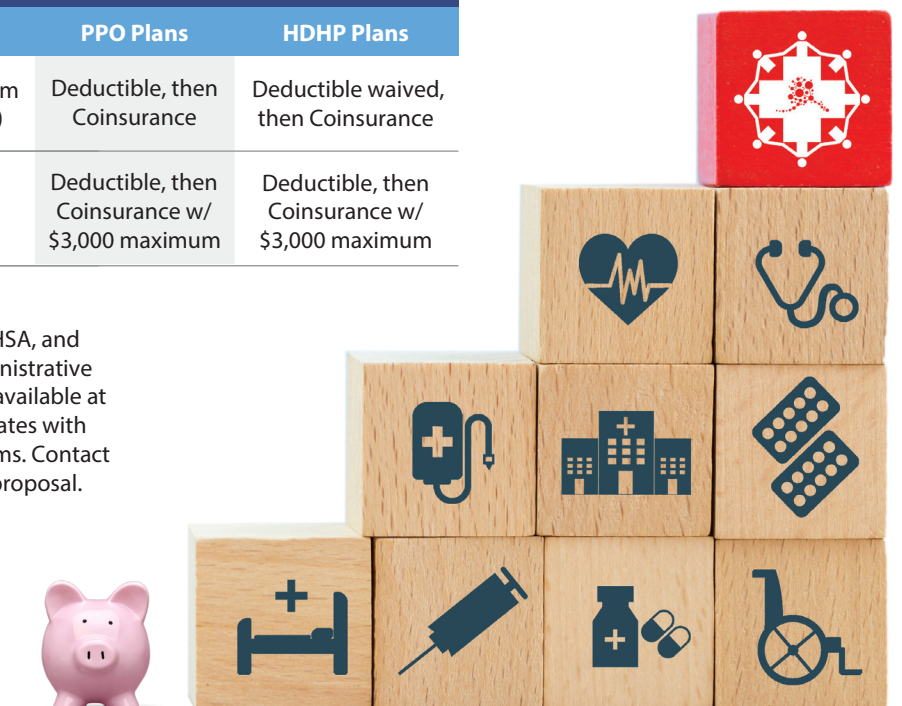 PPO Plans HDHP Plans
m Deductible, then Deductible waived,
) Coinsurance then Coinsurance
Deductible, then Deductible, then
Coinsurance w/ Coinsurance w/
$3,000 maximum $3,000 maximum
HSA, and
nistrative
available at
ates with
ms. Contact
proposal.